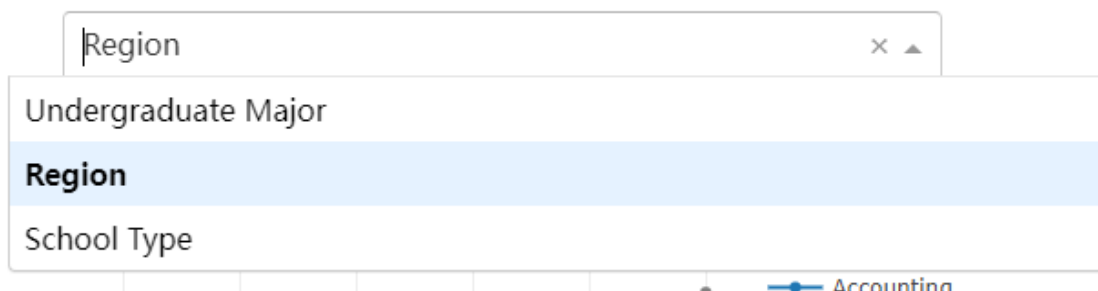 Region
Undergraduate Major
Region
School Type
Accounting